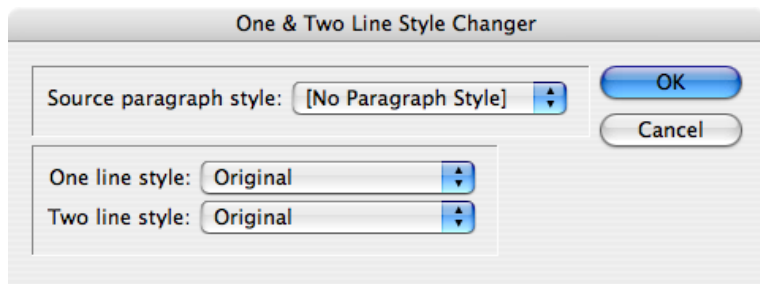 One & Two Line Style Changer
Source paragraph style: [No Paragraph Style]
OK
Cancel
One line style: Original
Two line style: Original